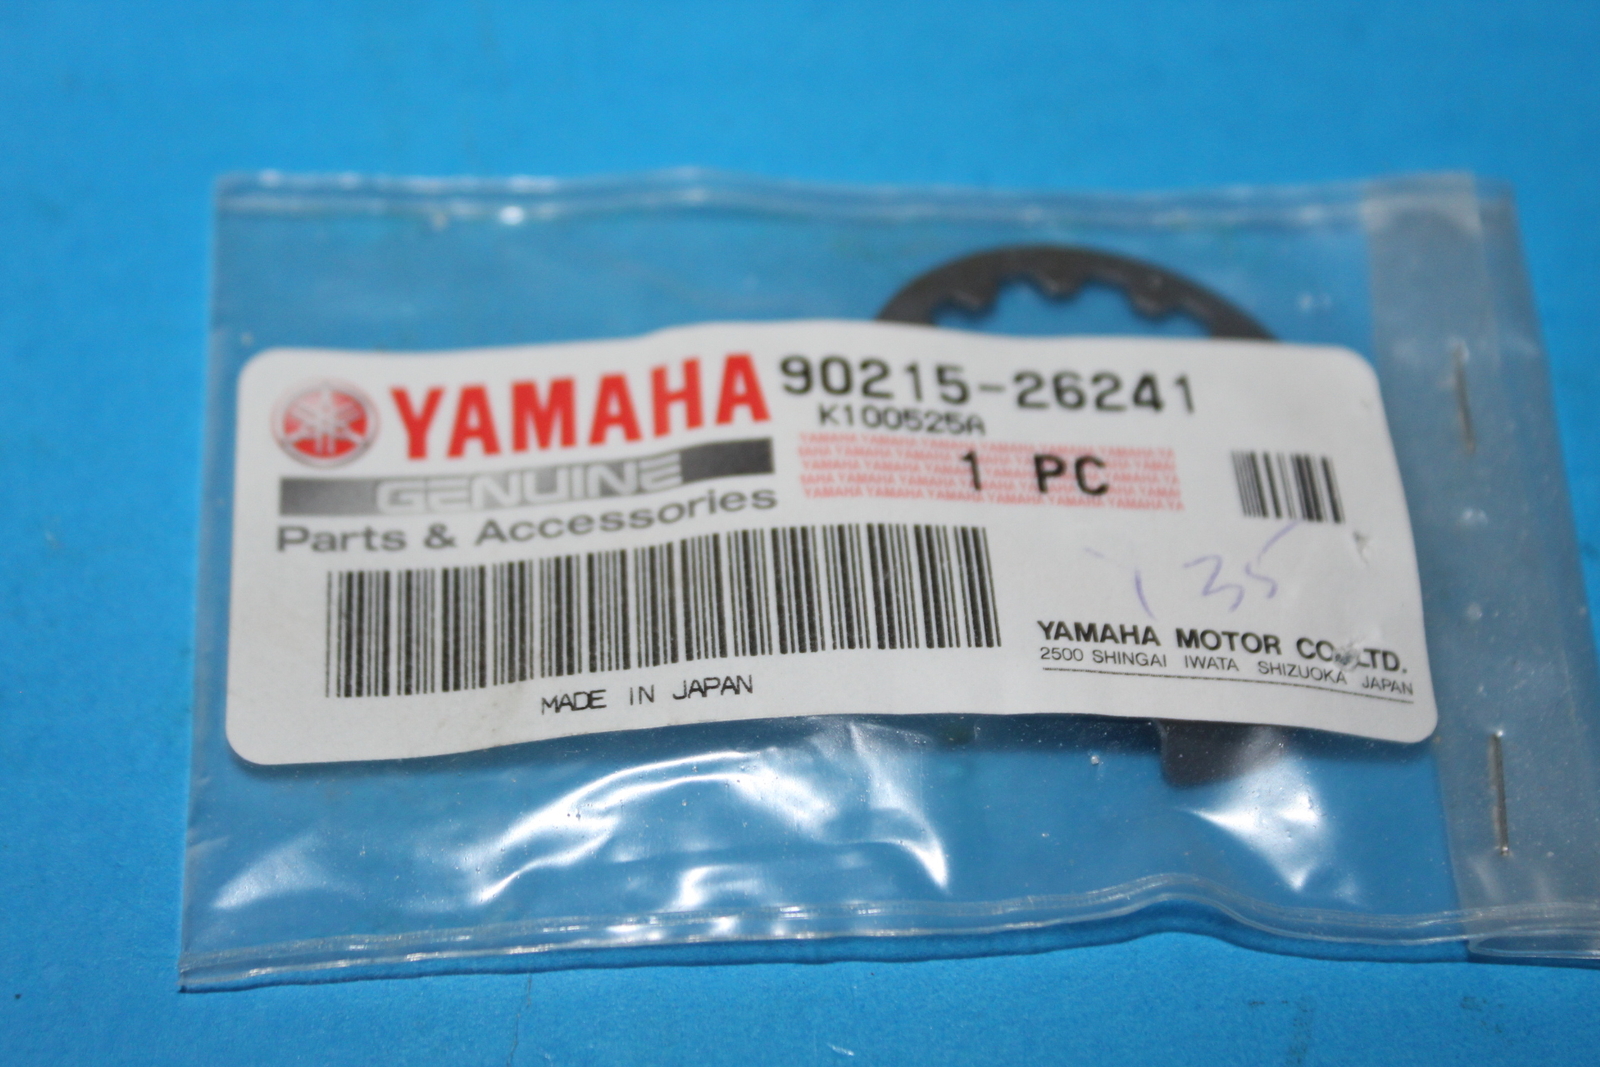 YAMAHA 90215-26241
K100525A
GENUINE
1 PC
Parts & Accessories
135
YAMAHA MOTOR CO., LTD.
2500 SHINGAI IWATA SHIZUOKA JAPAN
MADE IN JAPAN